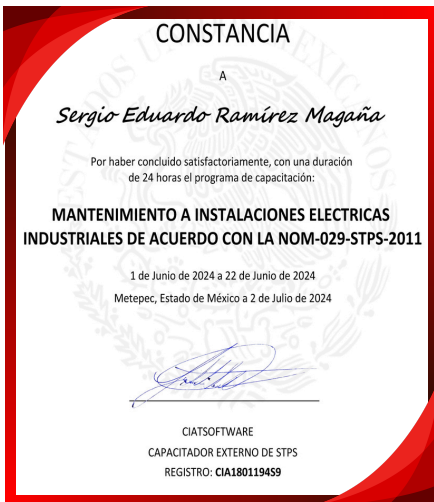 CONSTANCIA
A
Sergio Eduardo Ramírez Magaña
Por haber concluido satisfactoriamente, con una duración
de 24 horas el programa de capacitación:
MANTENIMIENTO A INSTALACIONES ELECTRICAS
INDUSTRIALES DE ACUERDO CON LA NOM-029-STPS-2011
1 de Junio de 2024 a 22 de Junio de 2024
Metepec, Estado de México a 2 de Julio de 2024
CIATSOFTWARE
CAPACITADOR EXTERNO DE STPS
REGISTRO: CIA1801194S9